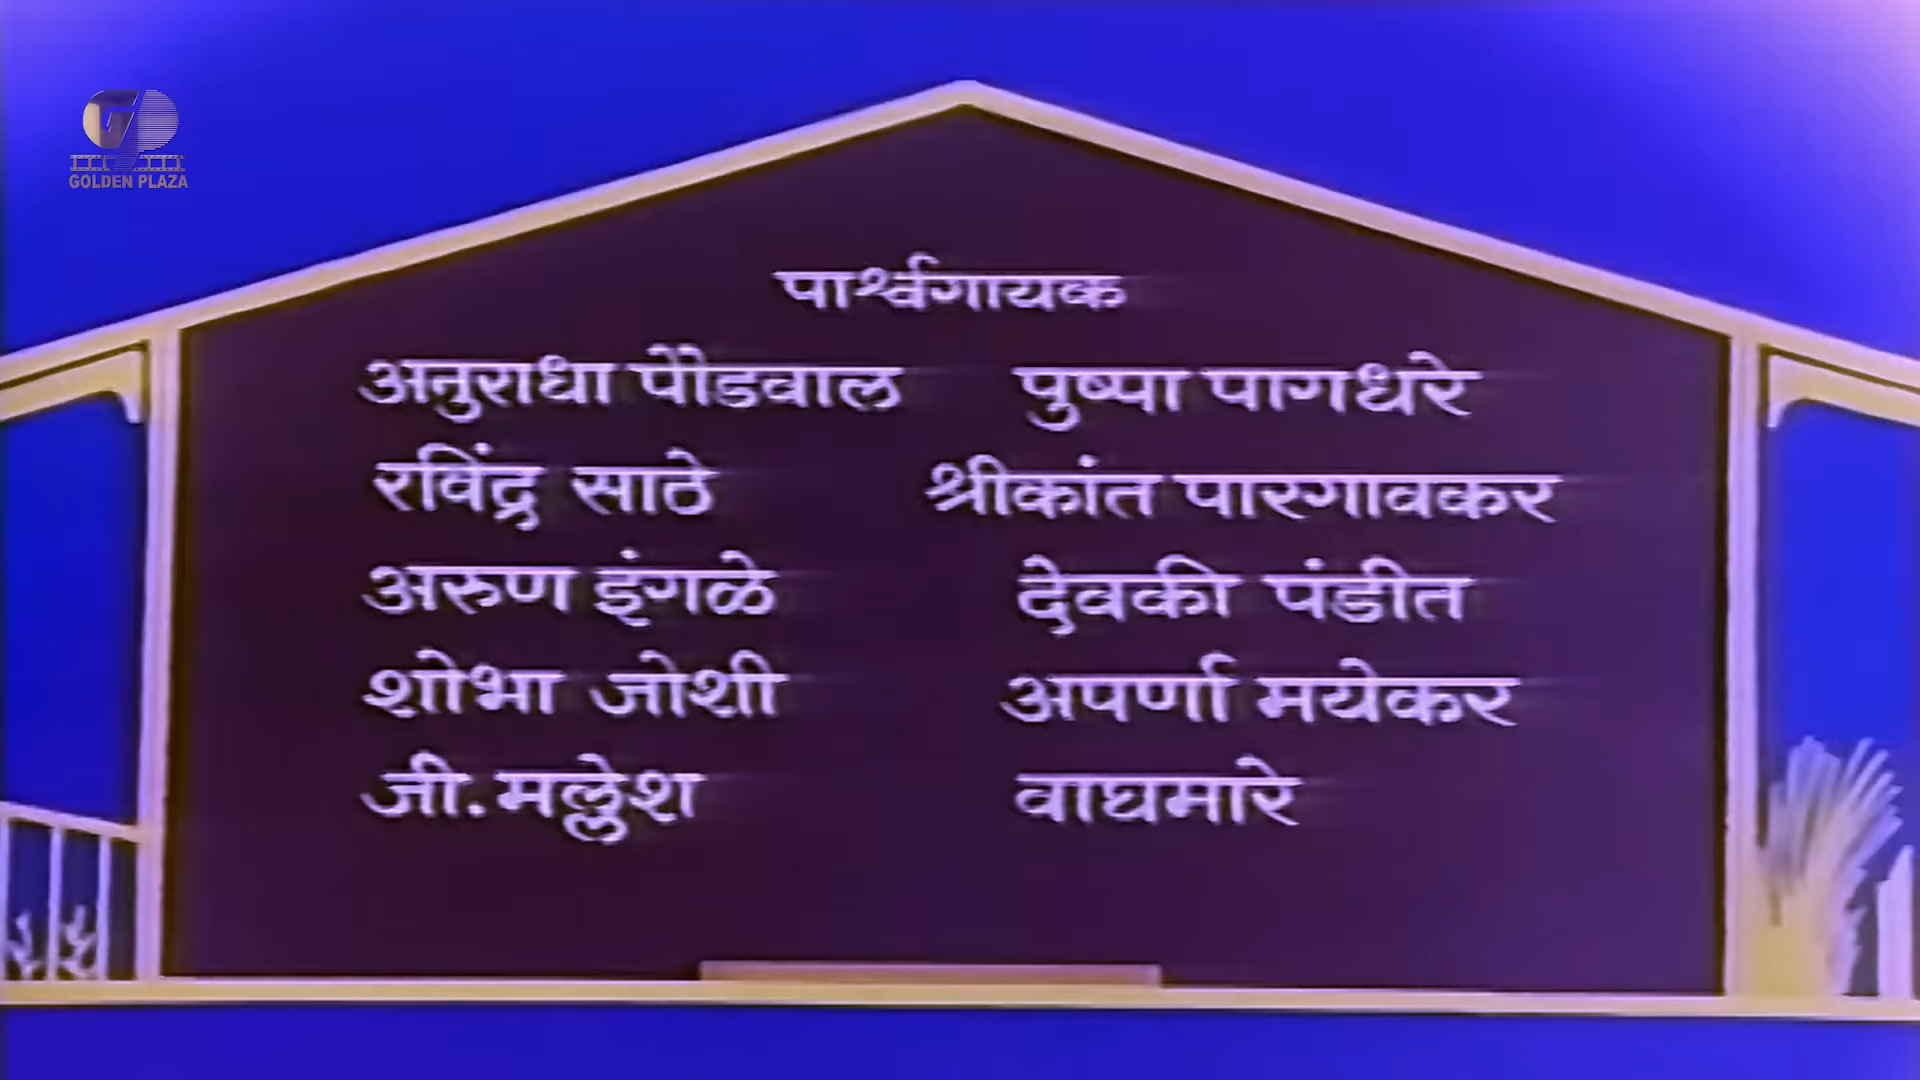 GOLDEN PLAZA
पार्श्वगायक
अनुराधा पौडवाल पुष्पा पागधरे
रविंद्र साठे श्रीकांत पारगावकर
अरुण इंगळे देवकी पंडीत
शोभा जोशी अपर्णा मयेकर
जी. मल्लेश वाघमारे